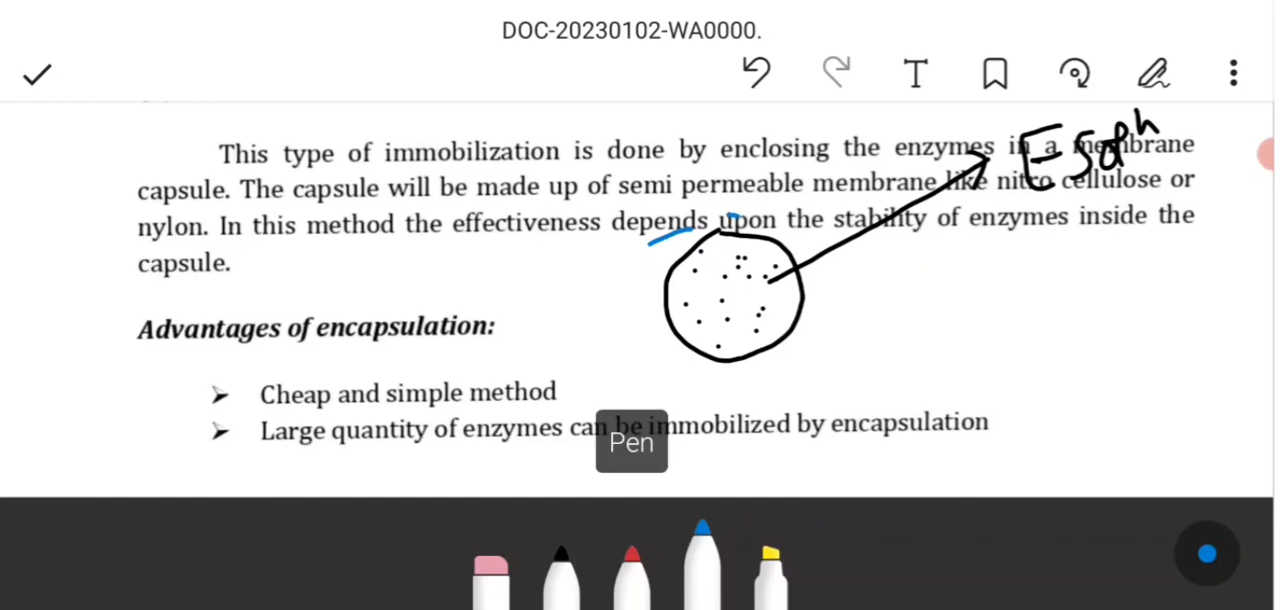 DOC-20230102-WA0000.
T
This type of immobilization is done by enclosing the enzymes in a membrane
capsule. The capsule will be made up of semi permeable membrane like nitro cellulose or
nylon. In this method the effectiveness depends upon the stability of enzymes inside the
capsule.
Advantages of encapsulation:
➢ Cheap and simple method
➢ Large quantity of enzymes can be immobilized by encapsulation
Pen